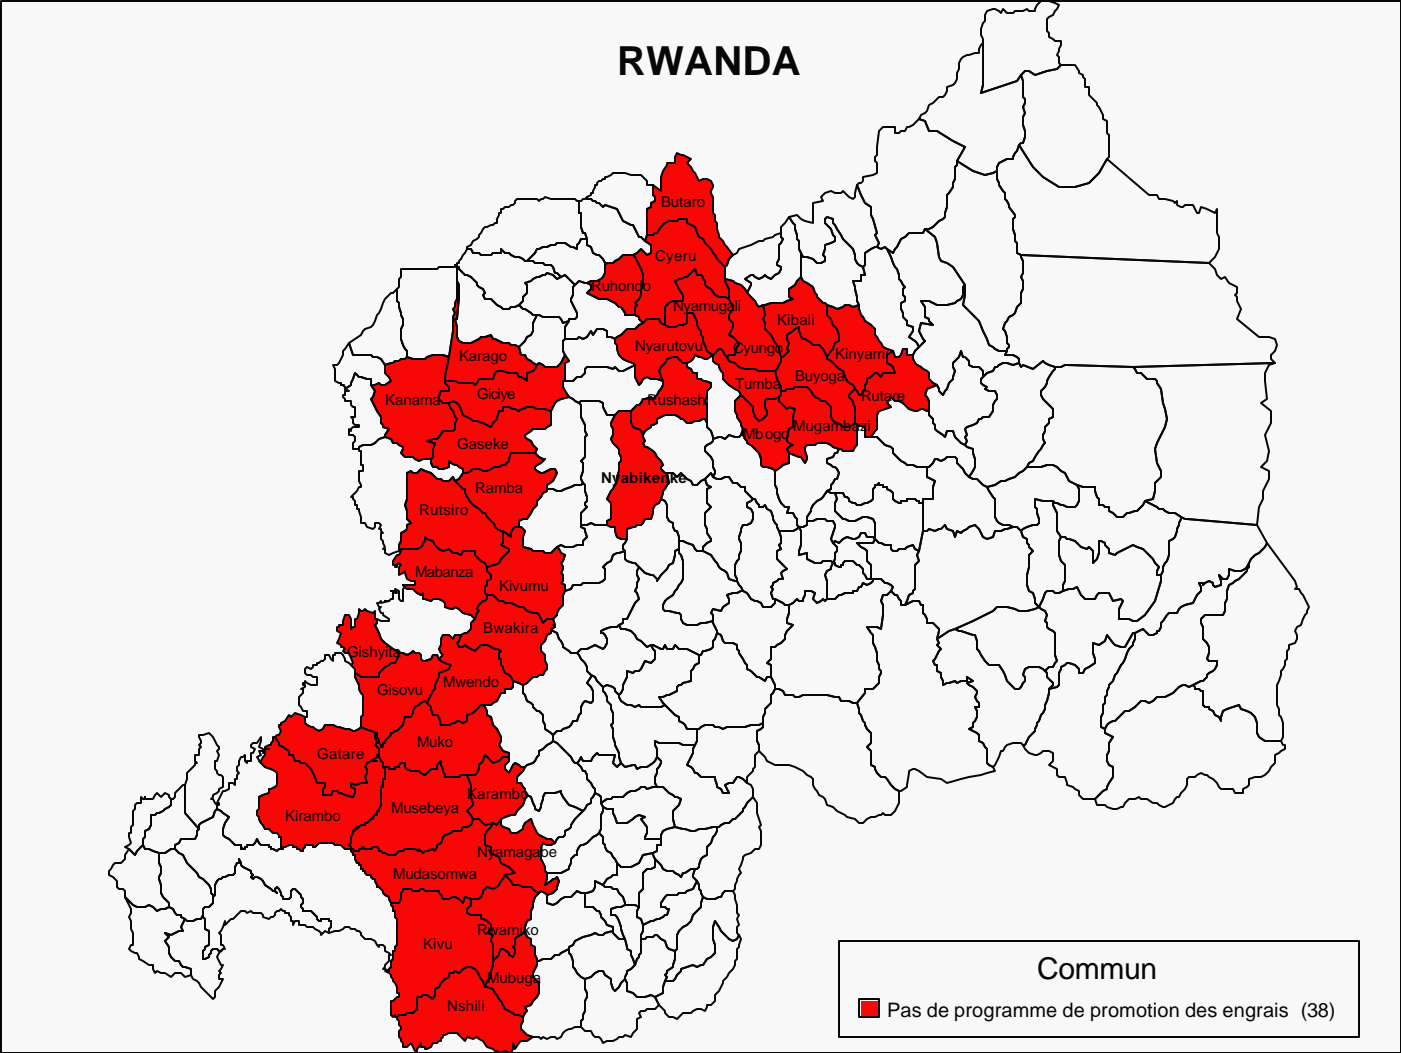 RWANDA
Butaro
Cyeru
Ruhondo
Nyamugali
Kibali
Nyarutovu
Cyungo
Kinyami
Karago
Buyoga
Tumba
Giciye
Kanama
Rushashi
Rutare
Mugambazi
Mbogo
Gaseke
Nyabikenke
Ramba
Rutsiro
Mabanza
Kivumu
Bwakira
Gishyita
Mwendo
Gisovu
Muko
Gatare
Karambo
Musebeya
Kirambo
Nyamagabe
Mudasomwa
Rwamiko
Kivu
Mubuga
Nshili
Commun
Pas de programme de promotion des engrais (38)